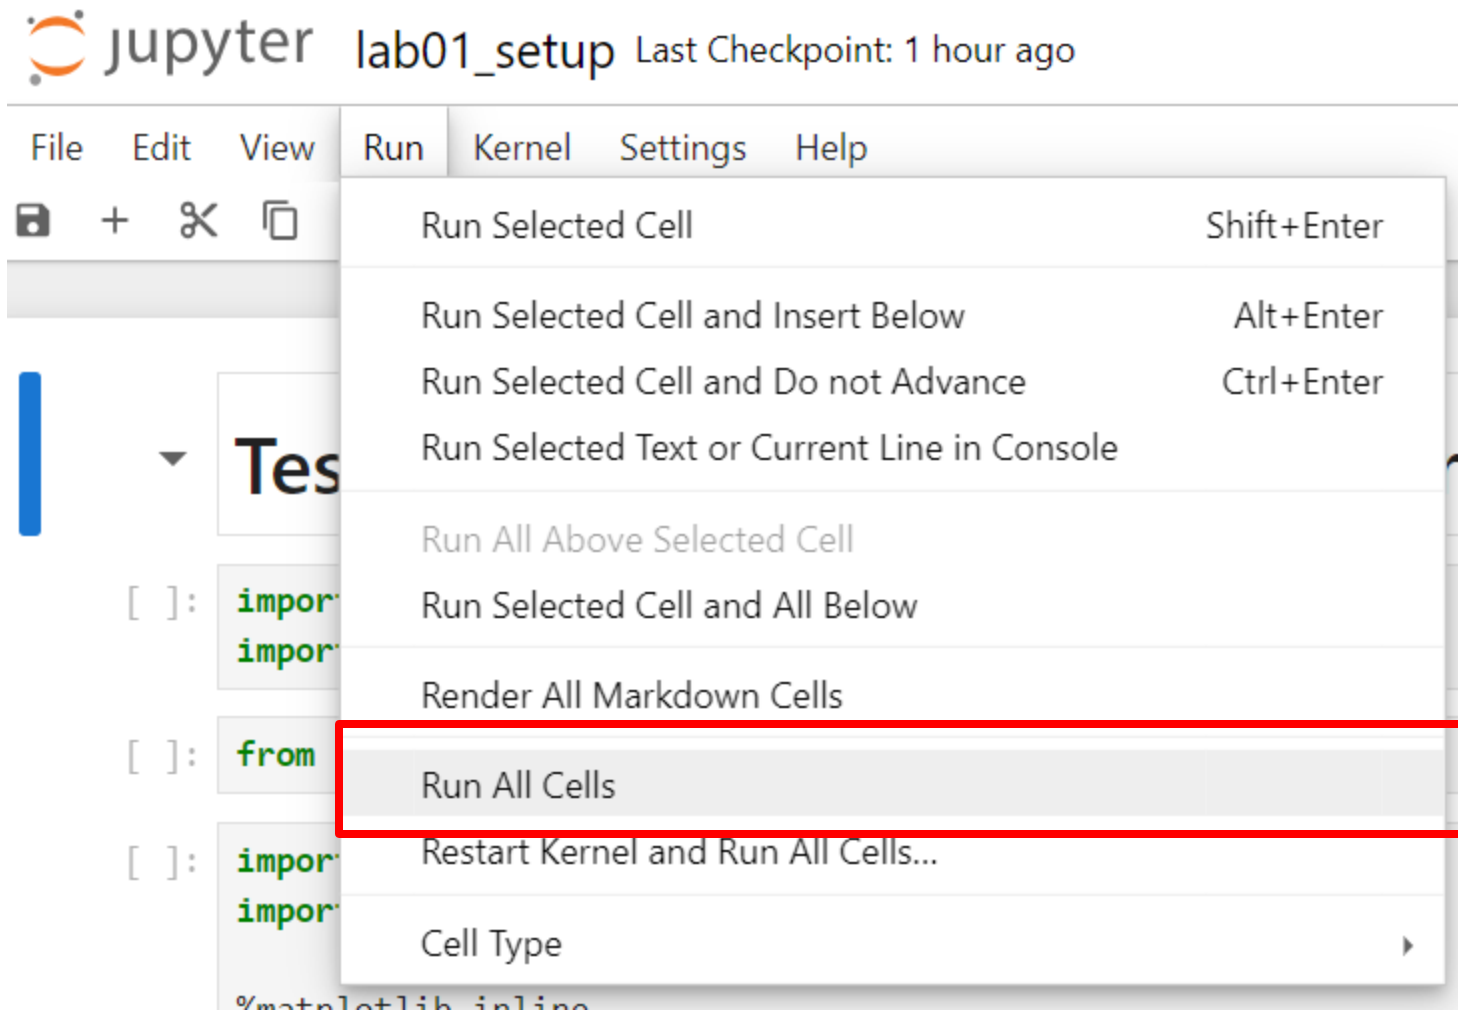 jupyter lab01_setup Last Checkpoint: 1 hour ago
File Edit View Run Kernel Settings Help
Run Selected Cell Shift+Enter
Run Selected Cell and Insert Below Alt+Enter
Run Selected Cell and Do not Advance Ctrl+Enter
Run Selected Text or Current Line in Console
Tes
Run All Above Selected Cell
[ ]: impor
Run Selected Cell and All Below
impor
Render All Markdown Cells
[ ]: from
Run All Cells
Restart Kernel and Run All Cells...
[ ]: impor
impor
Cell Type
%matplotlib inline